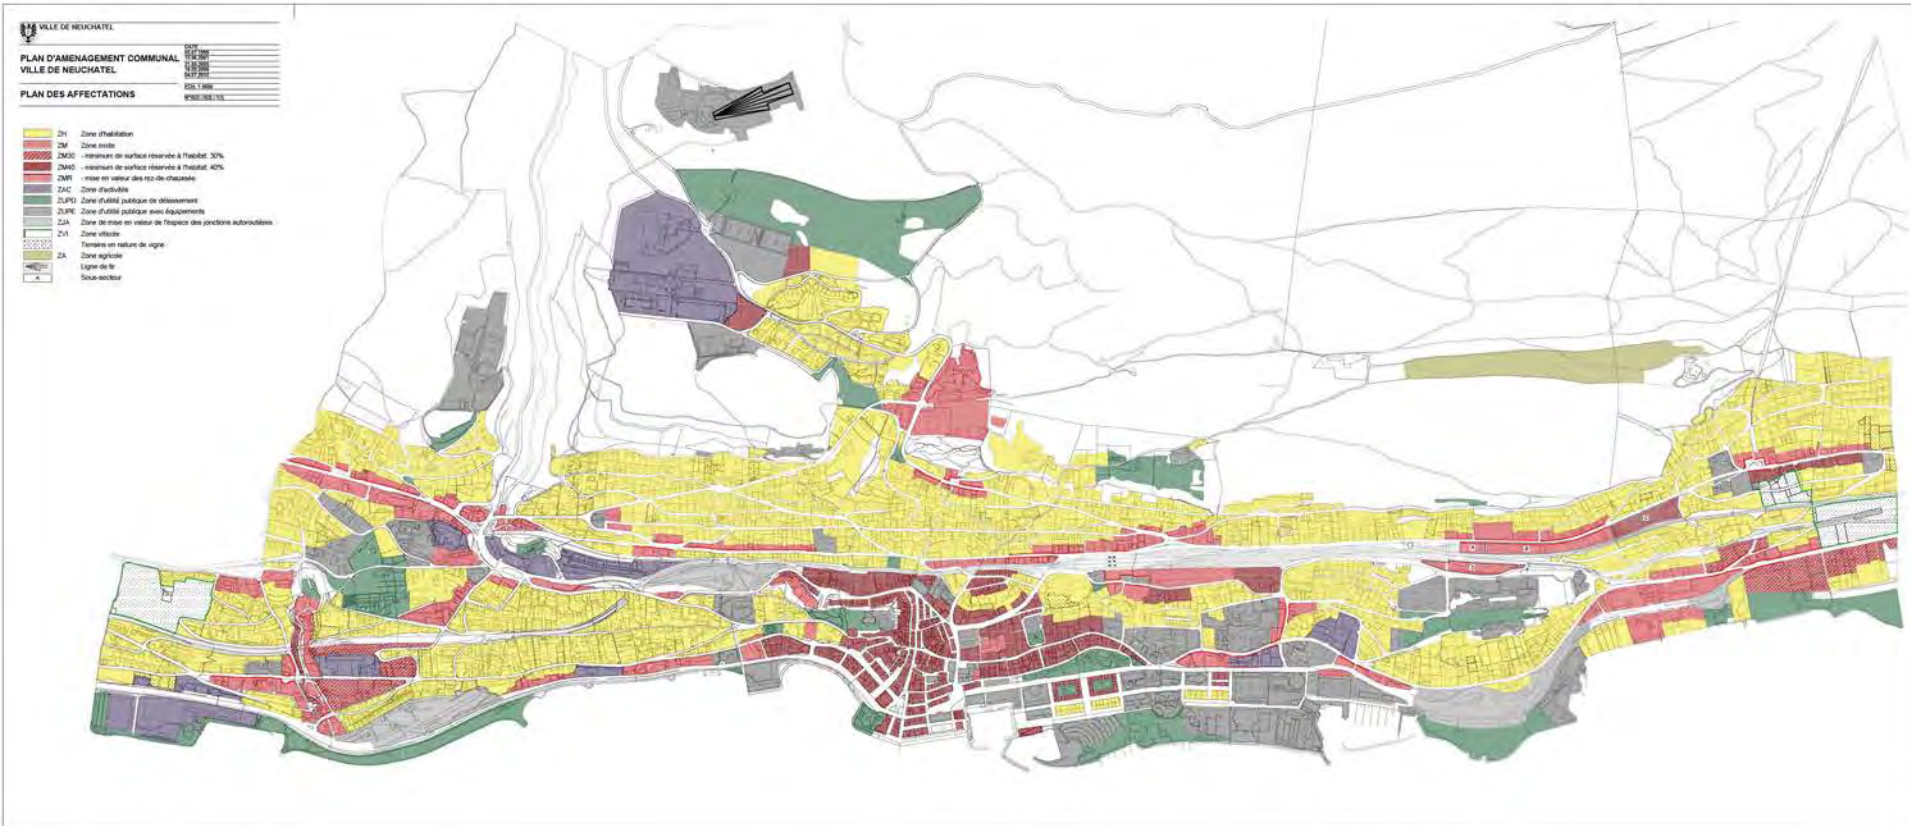 VILLE DE NEUCHATEL
PLAN D'AMENAGEMENT COMMUNAL
VILLE DE NEUCHATEL
DATE
PLAN DES AFFECTATIONS
ZH Zone d'habitation
ZM Zone mixte
ZM30 - minimum de surface réservée à l'habitat: 30%
ZM40 - minimum de surface réservée à l'habitat: 40%
ZMR - mise en valeur des rez-de-chaussée
ZAC Zone d'activités
ZUPD Zone d'utilité publique de délassement
ZUPE Zone d'utilité publique avec équipements
ZJA Zone de mise en valeur de l'espace des jonctions autoroutières
ZVI Zone viticole
Terrains en nature de vigne
ZA Zone agricole
Ligne de tir
A Sous-secteur